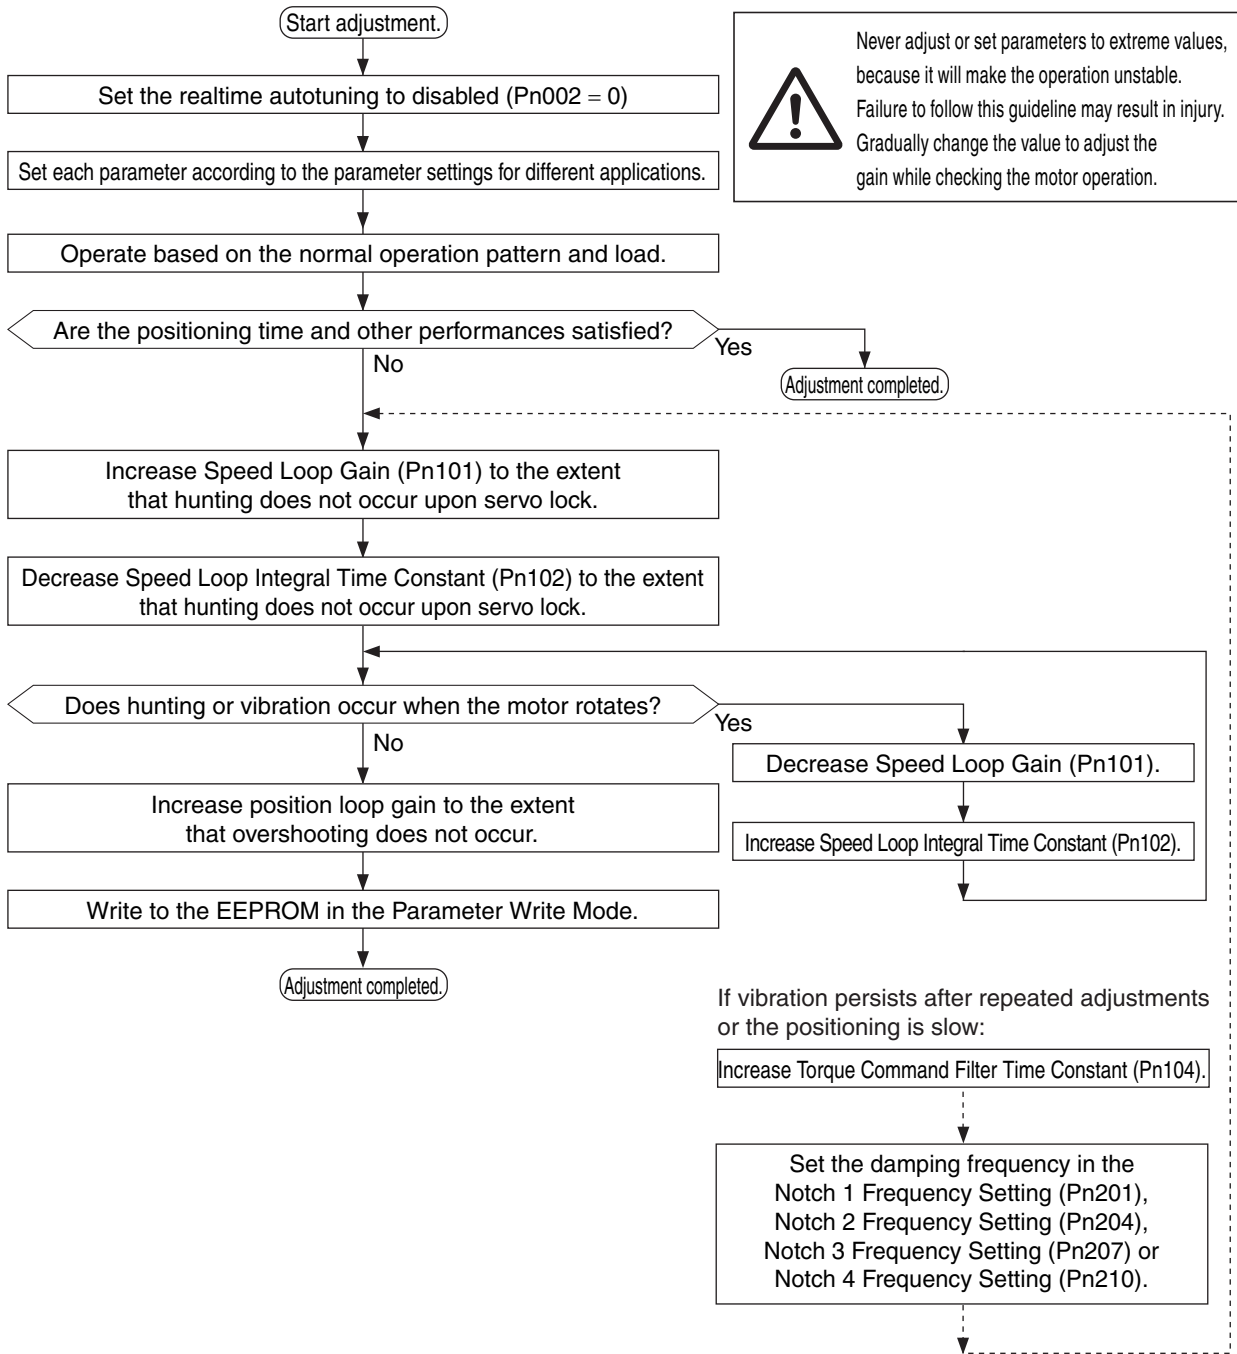 Start adjustment.
Never adjust or set parameters to extreme values,
because it will make the operation unstable.
Failure to follow this guideline may result in injury.
Gradually change the value to adjust the
gain while checking the motor operation.
Set the realtime autotuning to disabled (Pn002 = 0)
Set each parameter according to the parameter settings for different applications.
Operate based on the normal operation pattern and load.
Are the positioning time and other performances satisfied?
Yes
No
Adjustment completed.
Increase Speed Loop Gain (Pn101) to the extent
that hunting does not occur upon servo lock.
Decrease Speed Loop Integral Time Constant (Pn102) to the extent
that hunting does not occur upon servo lock.
Does hunting or vibration occur when the motor rotates?
Yes
No
Decrease Speed Loop Gain (Pn101).
Increase Speed Loop Integral Time Constant (Pn102).
Increase position loop gain to the extent
that overshooting does not occur.
Write to the EEPROM in the Parameter Write Mode.
Adjustment completed.
If vibration persists after repeated adjustments
or the positioning is slow:
Increase Torque Command Filter Time Constant (Pn104).
Set the damping frequency in the
Notch 1 Frequency Setting (Pn201),
Notch 2 Frequency Setting (Pn204),
Notch 3 Frequency Setting (Pn207) or
Notch 4 Frequency Setting (Pn210).